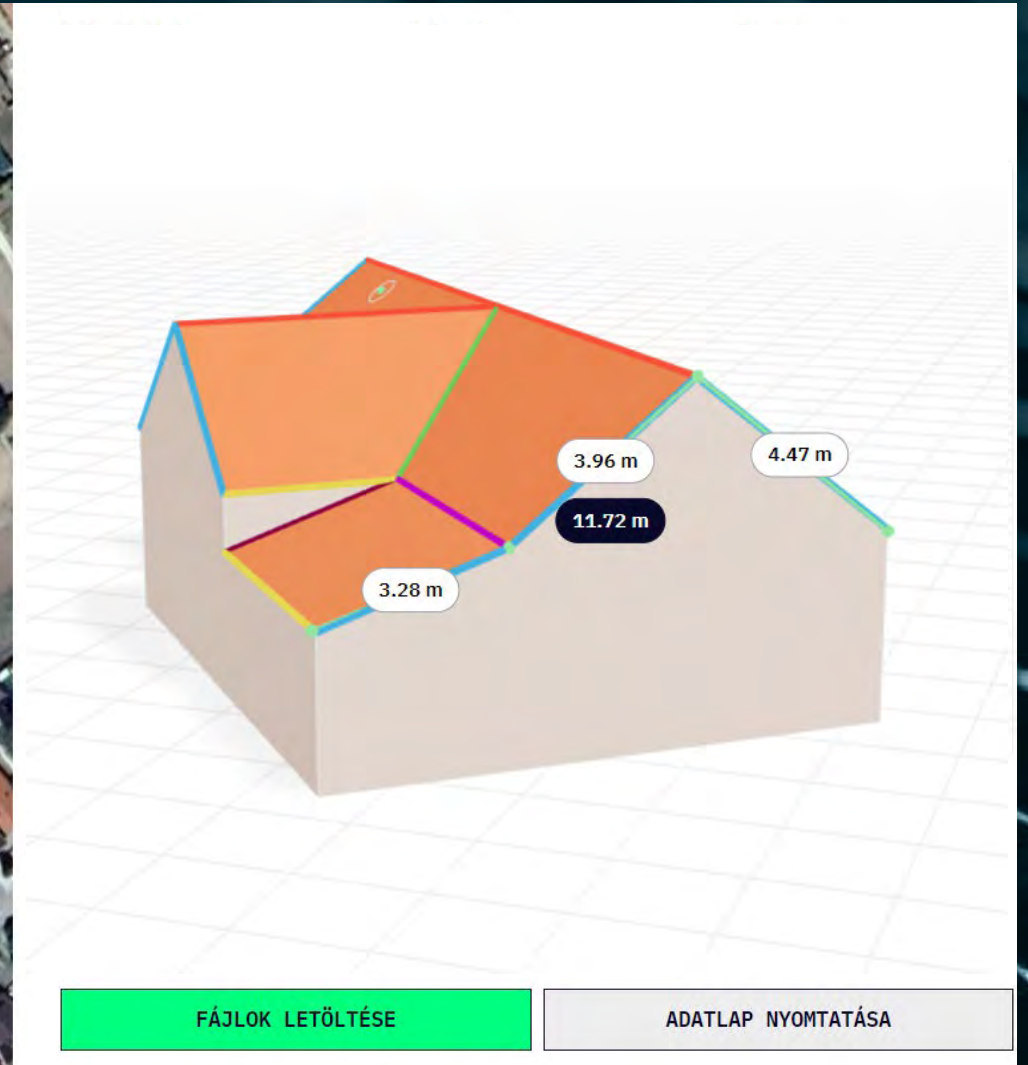 3.96 m
4.47 m
11.72 m
3.28 m
FÁJLOK LETÖLTÉSE
ADATLAP NYOMTATÁSA